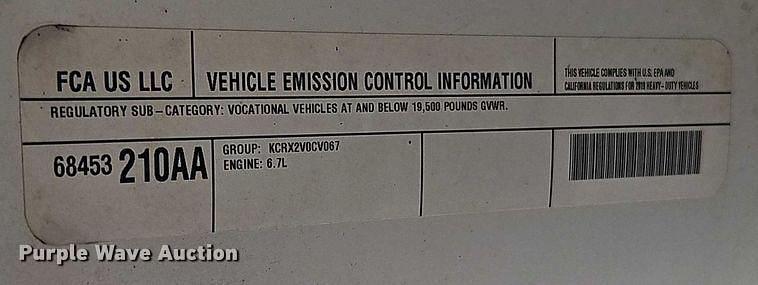 FCA US LLC
VEHICLE EMISSION CONTROL INFORMATION
THIS VEHICLE COMPLIES WITH U.S. EPA AND
CALIFORNIA REGULATIONS FOR 2019 HEAVY-DUTY VEHICLES
REGULATORY SUB-CATEGORY: VOCATIONAL VEHICLES AT AND BELOW 19,500 POUNDS GVWR.
68453 210AA
GROUP: KCRX2V0CV067
ENGINE: 6.7L
Purple Wave Auction